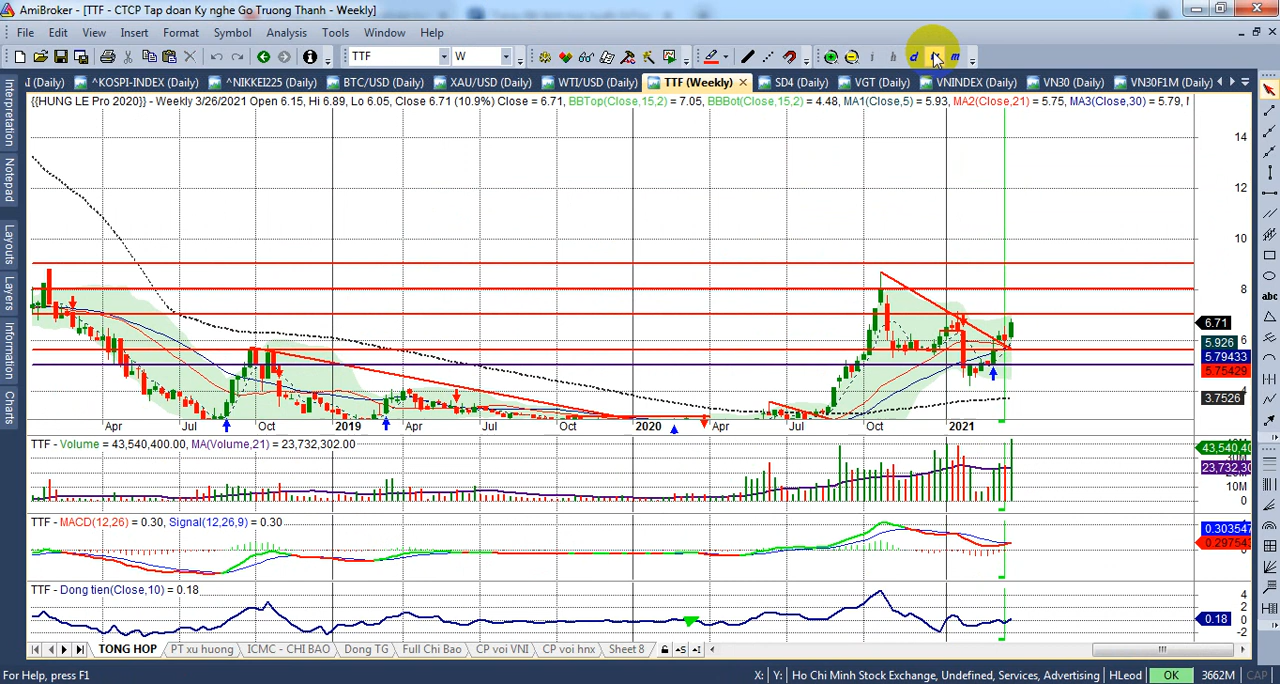 AmiBroker - [TTF - CTCP Tap doan Ky nghe Go Truong Thanh - Weekly]
File Edit View Insert Format Symbol Analysis Tools Window Help
TTF W i h d m
I (Daily) ^KOSPI-INDEX (Daily) ^NIKKEI225 (Daily) BTC/USD (Daily) XAU/USD (Daily) WTI/USD (Daily) TTF (Weekly) SD4 (Daily) VGT (Daily) VNINDEX (Daily) VN30 (Daily) VN30F1M (Daily)
{{HUNG LE Pro 2020}} - Weekly 3/26/2021 Open 6.15, Hi 6.89, Lo 6.05, Close 6.71 (10.9%) Close = 6.71, BBTop(Close,15,2) = 7.05, BBBot(Close,15,2) = 4.48, MA1(Close,5) = 5.93, MA2(Close,21) = 5.75, MA3(Close,30) = 5.79,
Interpretation
Notepad
Layouts
Layers
Information
Charts
abc
14
12
10
8
6.71
6
5.926
5.79433
5.75429
4
3.7526
Apr Jul Oct 2019 Apr Jul Oct 2020 Apr Jul Oct 2021
TTF - Volume = 43,540,400.00, MA(Volume,21) = 23,732,302.00
43,540,40
23,732,30
10M
0
TTF - MACD(12,26) = 0.30, Signal(12,26,9) = 0.30
0.303547
0.297543
TTF - Dong tien(Close,10) = 0.18
4
2
0.18
-2
TONG HOP PT xu huong ICMC - CHI BAO Dong TG Full Chi Bao CP voi VNI CP voi hnx Sheet 8
For Help, press F1 X: Y: Ho Chi Minh Stock Exchange, Undefined, Services, Advertising HLeod OK 3662M CAP